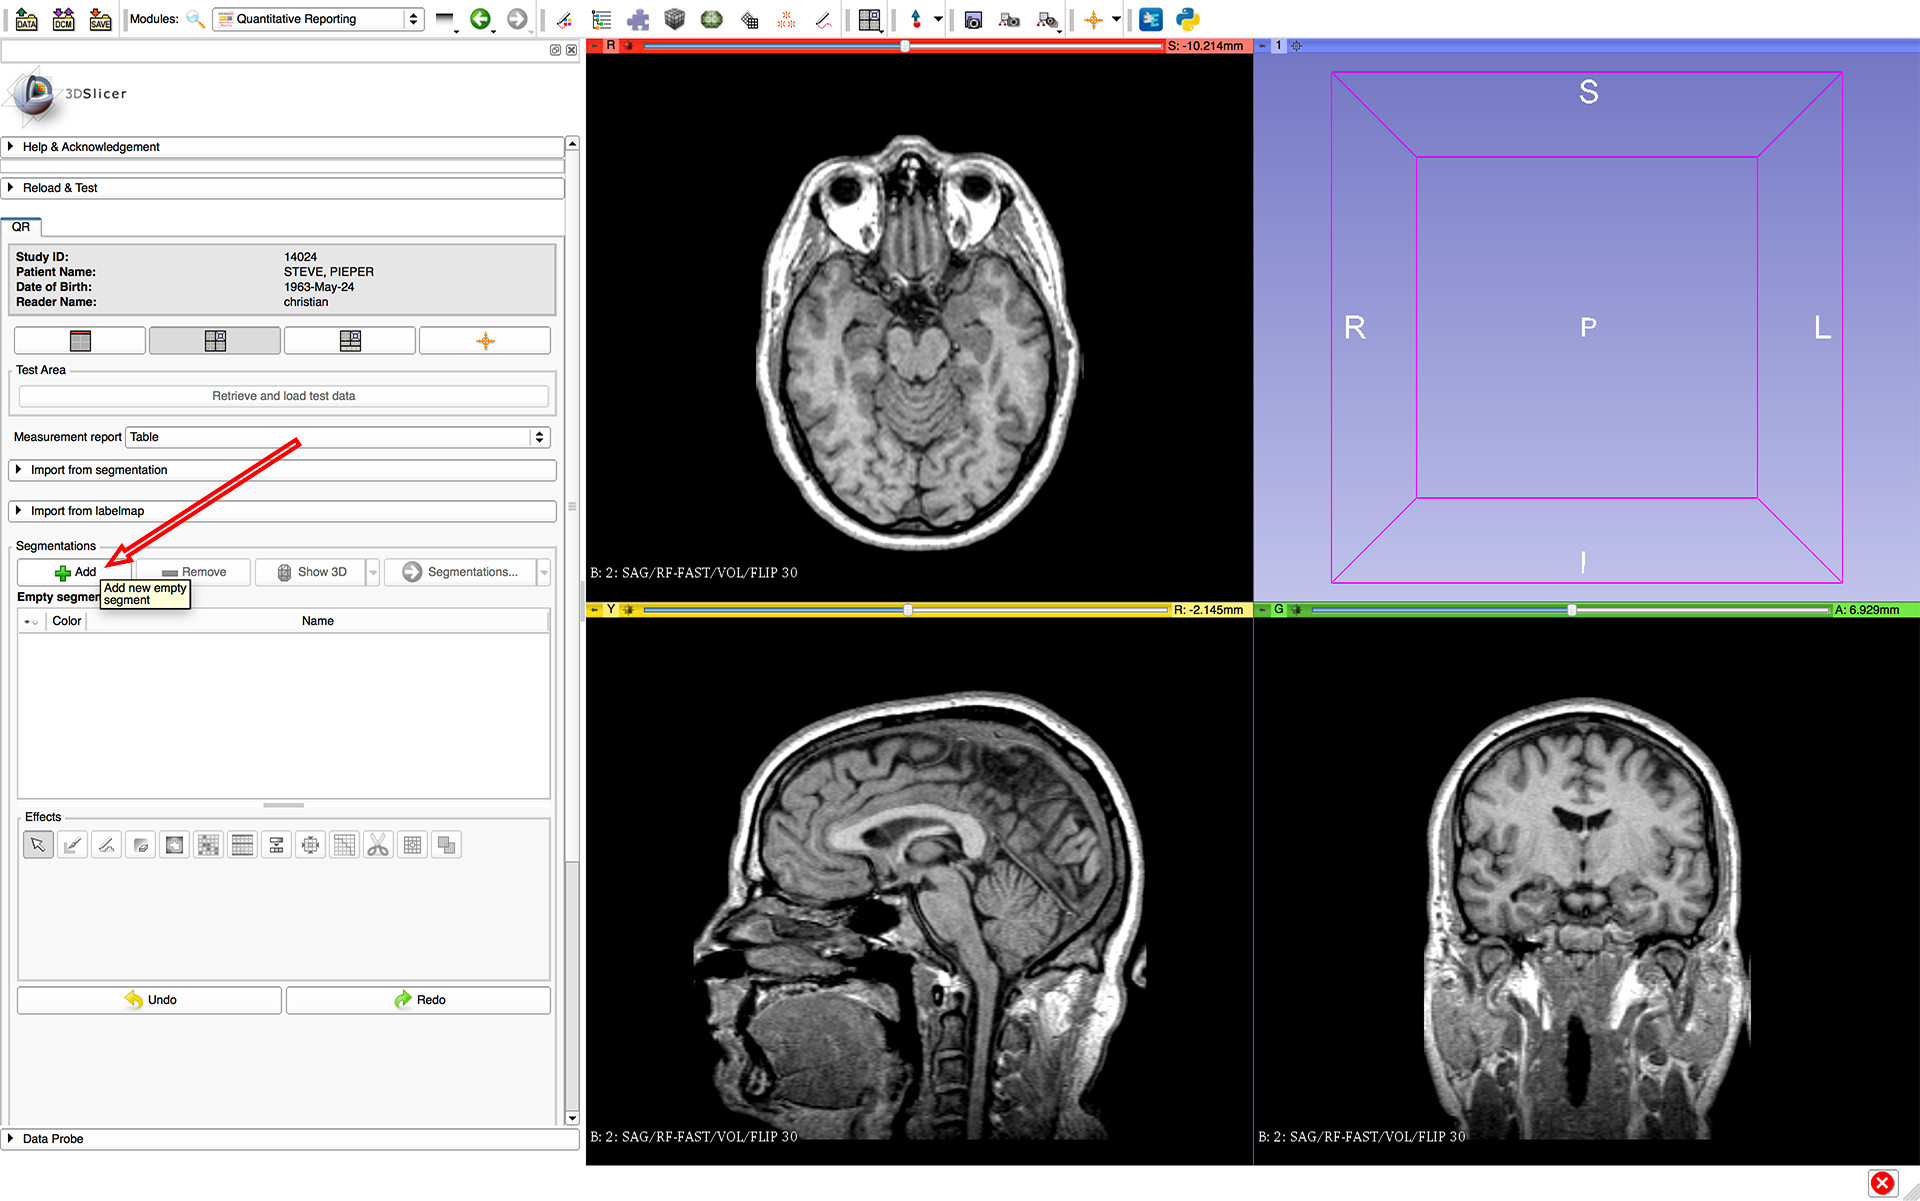 DATA DCM SAVE Modules: Quantitative Reporting
R S: -10.214mm
1
3DSlicer
Help & Acknowledgement
Reload & Test
QR
Study ID: 14024
Patient Name: STEVE, PIEPER
Date of Birth: 1963-May-24
Reader Name: christian
Test Area
Retrieve and load test data
Measurement report Table
Import from segmentation
Import from labelmap
Segmentations
Add Remove Show 3D Segmentations...
Add new empty
segment
Empty segmen
Color Name
Effects
Undo Redo
Data Probe
B: 2: SAG/RF-FAST/VOL/FLIP 30
S
R P L
I
Y R: -2.145mm
G A: 6.929mm
B: 2: SAG/RF-FAST/VOL/FLIP 30
B: 2: SAG/RF-FAST/VOL/FLIP 30